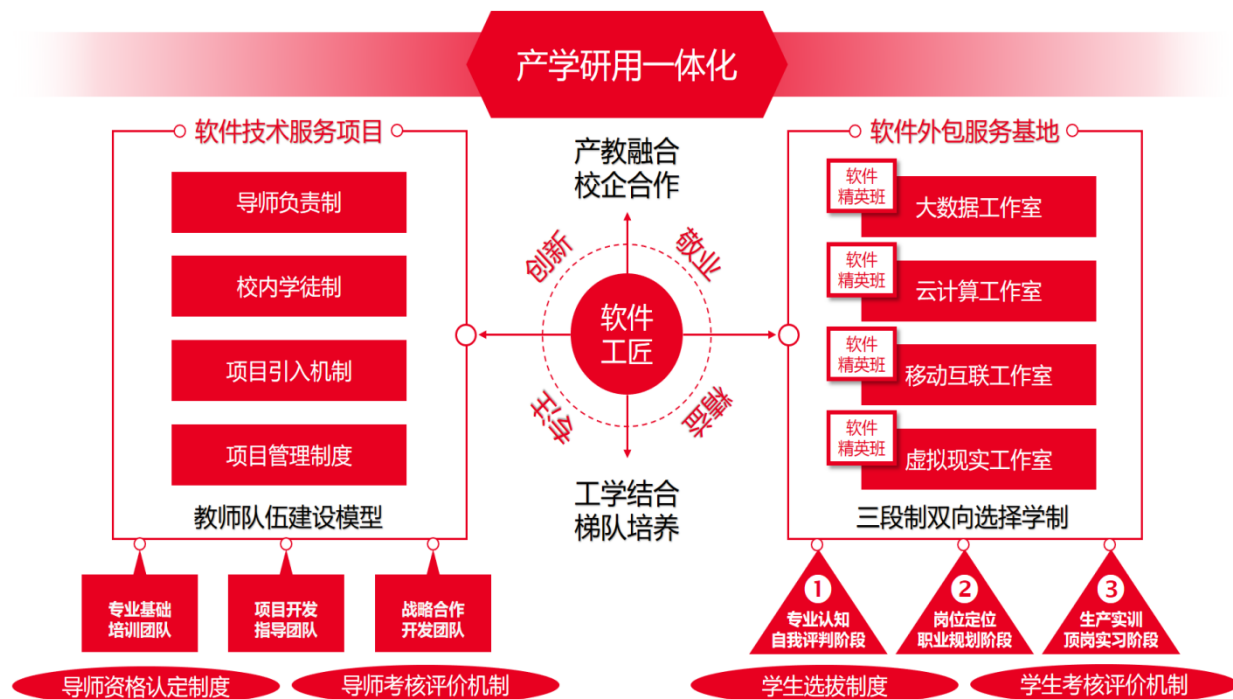 产学研用一体化
软件技术服务项目
导师负责制
校内学徒制
项目引入机制
项目管理制度
教师队伍建设模型
专业基础
培训团队
项目开发
指导团队
战略合作
开发团队
导师资格认定制度
导师考核评价机制
产教融合
校企合作
创新
敬业
软件
工匠
专注
精益
工学结合
梯队培养
软件外包服务基地
软件
精英班
大数据工作室
软件
精英班
云计算工作室
软件
精英班
移动互联工作室
软件
精英班
虚拟现实工作室
三段制双向选择学制
1
专业认知
自我评判阶段
2
岗位定位
职业规划阶段
3
生产实训
顶岗实习阶段
学生选拔制度
学生考核评价机制